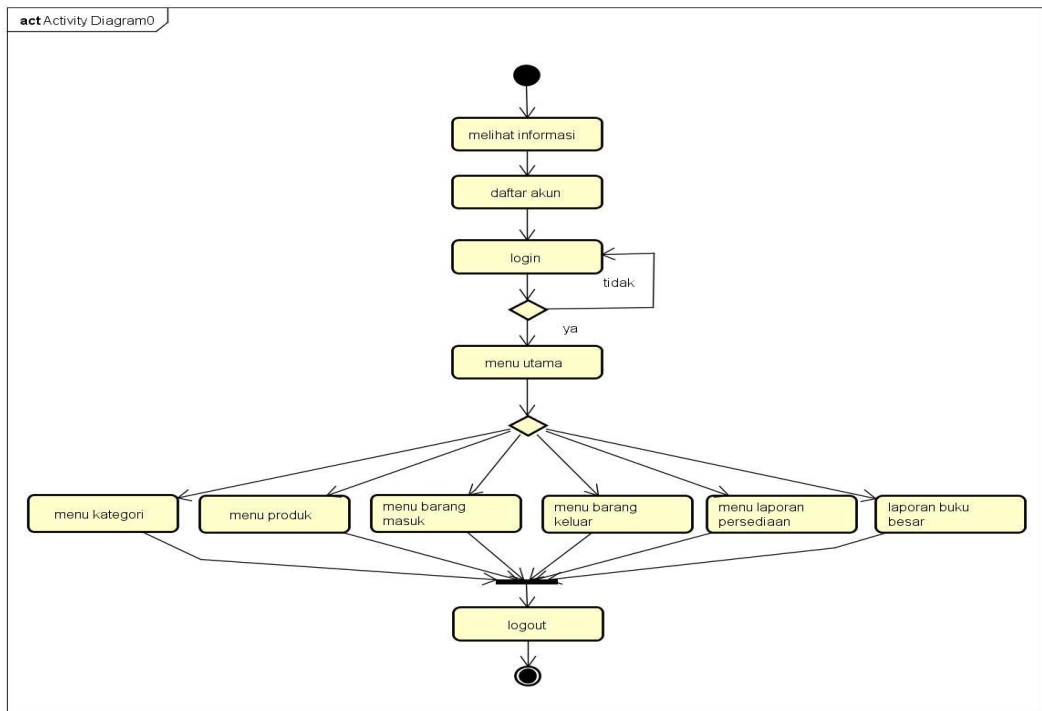 act Activity Diagram0
melihat informasi
daftar akun
login
tidak
ya
menu utama
menu kategori
menu produk
menu barang
masuk
menu barang
keluar
menu laporan
persediaan
laporan buku
besar
logout